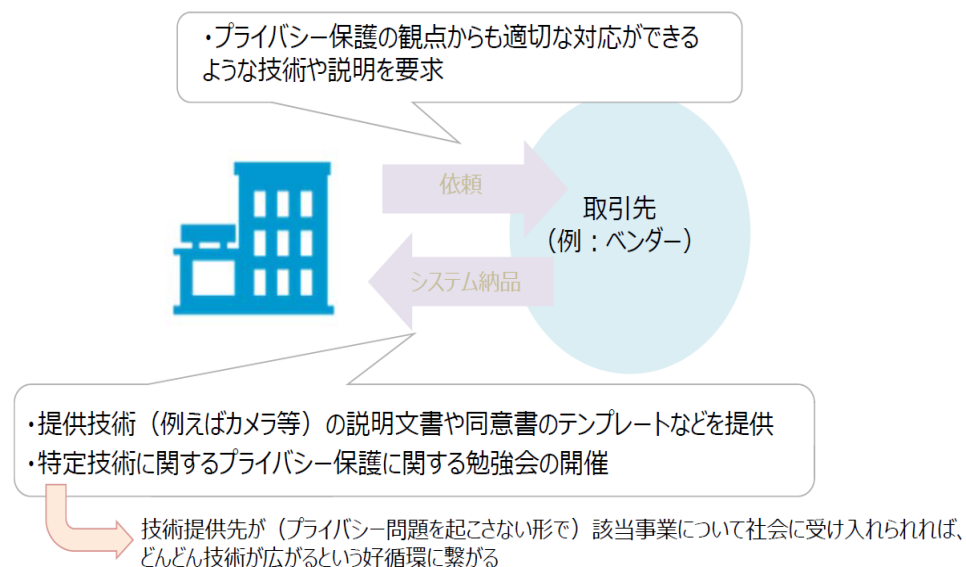 ・プライバシー保護の観点からも適切な対応ができる
ような技術や説明を要求
依頼
取引先
（例：ベンダー）
システム納品
・提供技術（例えばカメラ等）の説明文書や同意書のテンプレートなどを提供
・特定技術に関するプライバシー保護に関する勉強会の開催
技術提供先が（プライバシー問題を起こさない形で）該当事業について社会に受け入れられれば、
どんどん技術が広がるという好循環に繋がる